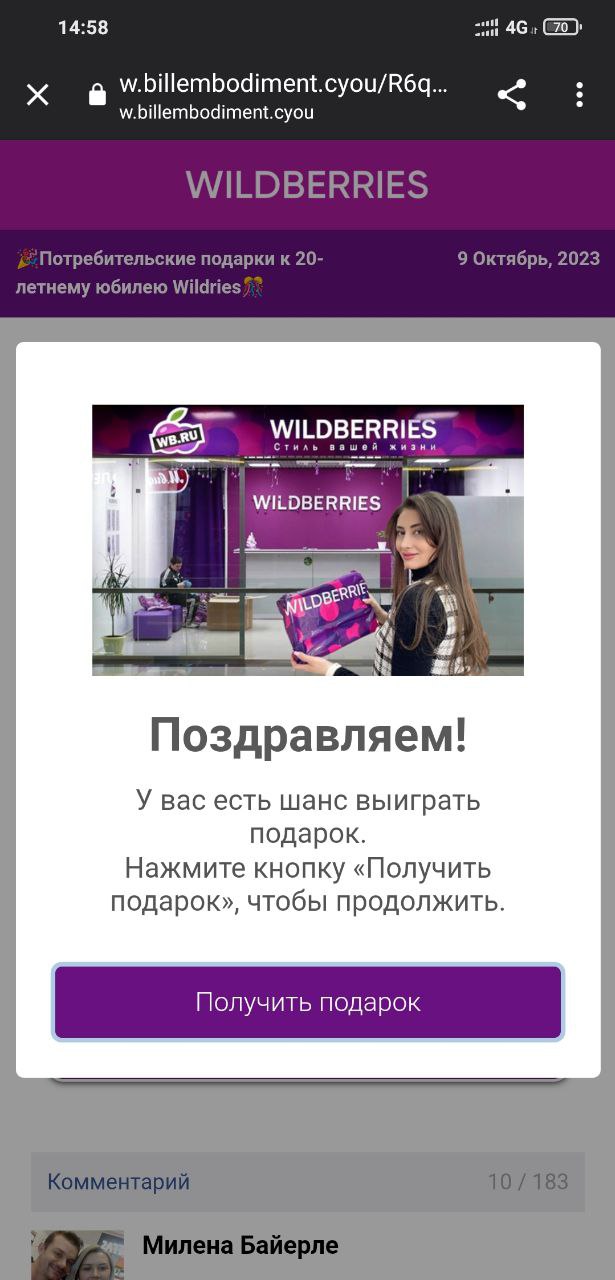 14:58
4G 70
w.billembodiment.cyou/R6q...
w.billembodiment.cyou
WILDBERRIES
🎉Потребительские подарки к 20-
летнему юбилею Wildries🎊
9 Октябрь, 2023
WB.RU
WILDBERRIES
Стиль вашей жизни
WILDBERRIES
WILDBERRIE
Поздравляем!
У вас есть шанс выиграть
подарок.
Нажмите кнопку «Получить
подарок», чтобы продолжить.
Получить подарок
Комментарий
10 / 183
Милена Байерле